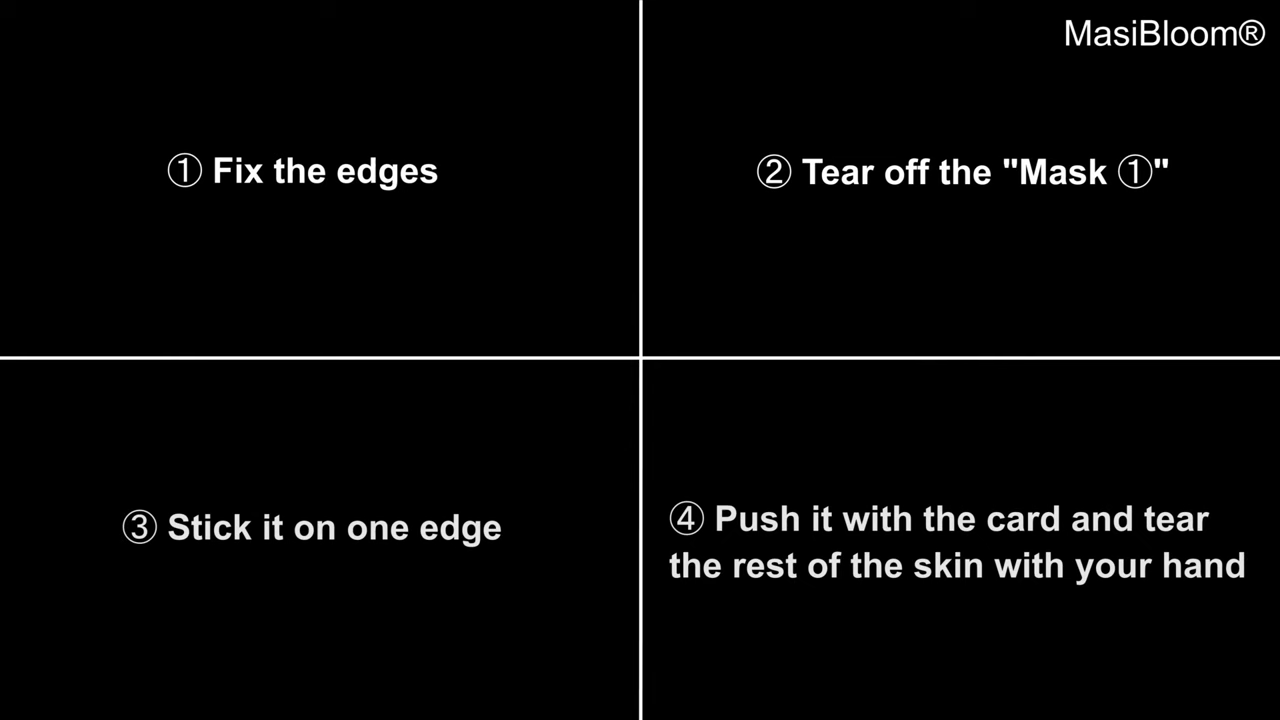 MasiBloom®
① Fix the edges
② Tear off the "Mask ①"
③ Stick it on one edge
④ Push it with the card and tear
the rest of the skin with your hand